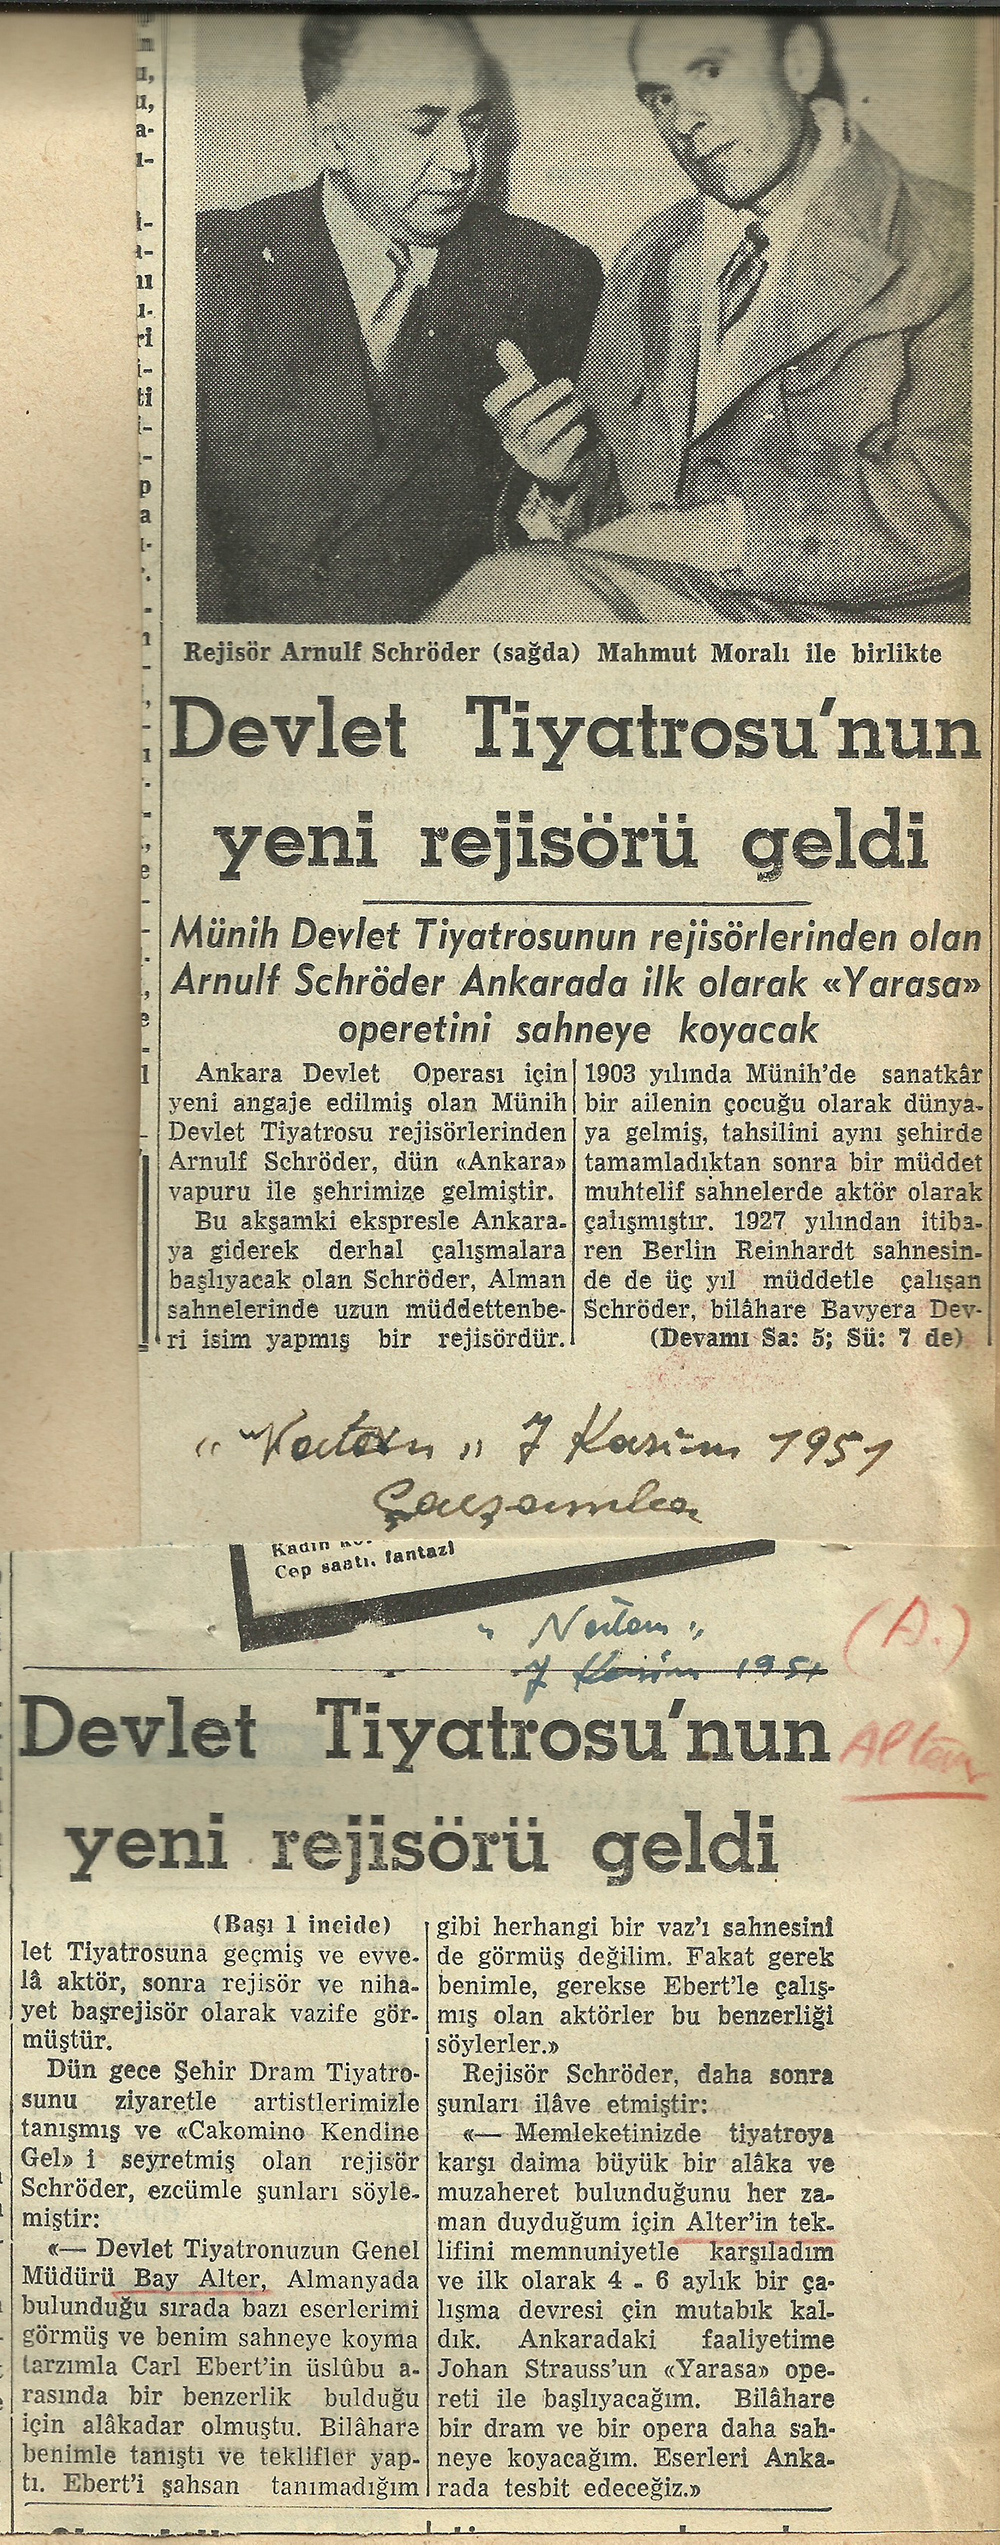 Rejisör Arnulf Schröder (sağda) Mahmut Moralı ile birlikte
Devlet Tiyatrosu'nun
yeni rejisörü geldi
Münih Devlet Tiyatrosunun rejisörlerinden olan
Arnulf Schröder Ankarada ilk olarak «Yarasa»
operetini sahneye koyacak
Ankara Devlet Operası için
yeni angaje edilmiş olan Münih
Devlet Tiyatrosu rejisörlerinden
Arnulf Schröder, dün «Ankara»
vapuru ile şehrimize gelmiştir.
Bu akşamki ekspresle Ankara-
ya giderek derhal çalışmalara
başlıyacak olan Schröder, Alman
sahnelerinde uzun müddettenbe-
ri isim yapmış bir rejisördür.
1903 yılında Münih'de sanatkâr
bir ailenin çocuğu olarak dünya-
ya gelmiş, tahsilini aynı şehirde
tamamladıktan sonra bir müddet
muhtelif sahnelerde aktör olarak
çalışmıştır. 1927 yılından itiba-
ren Berlin Reinhardt sahnesin-
de de üç yıl müddetle çalışan
Schröder, bilâhare Bavyera Dev-
(Devamı Sa: 5; Sü: 7 de)
"Vatan" 7 Kasım 1951
Çarşamba
Kadın
Cep saati, fantazi
"Vatan"
7 Kasım 1951
(A.)
Altar
Devlet Tiyatrosu'nun
yeni rejisörü geldi
(Başı 1 incide)
let Tiyatrosuna geçmiş ve evve-
lâ aktör, sonra rejisör ve niha-
yet başrejisör olarak vazife gör-
müştür.
Dün gece Şehir Dram Tiyatro-
sunu ziyaretle artistlerimizle
tanışmış ve «Cakomino Kendine
Gel» i seyretmiş olan rejisör
Schröder, ezcümle şunları söyle-
miştir:
«— Devlet Tiyatronuzun Genel
Müdürü Bay Alter, Almanyada
bulunduğu sırada bazı eserlerimi
görmüş ve benim sahneye koyma
tarzımla Carl Ebert'in üslûbu a-
rasında bir benzerlik bulduğu
için alâkadar olmuştu. Bilâhare
benimle tanıştı ve teklifler yap-
tı. Ebert'i şahsan tanımadığım
gibi herhangi bir vaz'ı sahnesini
de görmüş değilim. Fakat gerek
benimle, gerekse Ebert'le çalış-
mış olan aktörler bu benzerliği
söylerler.»
Rejisör Schröder, daha sonra
şunları ilâve etmiştir:
«— Memleketinizde tiyatroya
karşı daima büyük bir alâka ve
muzaheret bulunduğunu her za-
man duyduğum için Alter'in tek-
lifini memnuniyetle karşıladım
ve ilk olarak 4 - 6 aylık bir ça-
lışma devresi çin mutabık kal-
dık. Ankaradaki faaliyetime
Johan Strauss'un «Yarasa» ope-
reti ile başlıyacağım. Bilâhare
bir dram ve bir opera daha sah-
neye koyacağım. Eserleri Anka-
rada tesbit edeceğiz.»